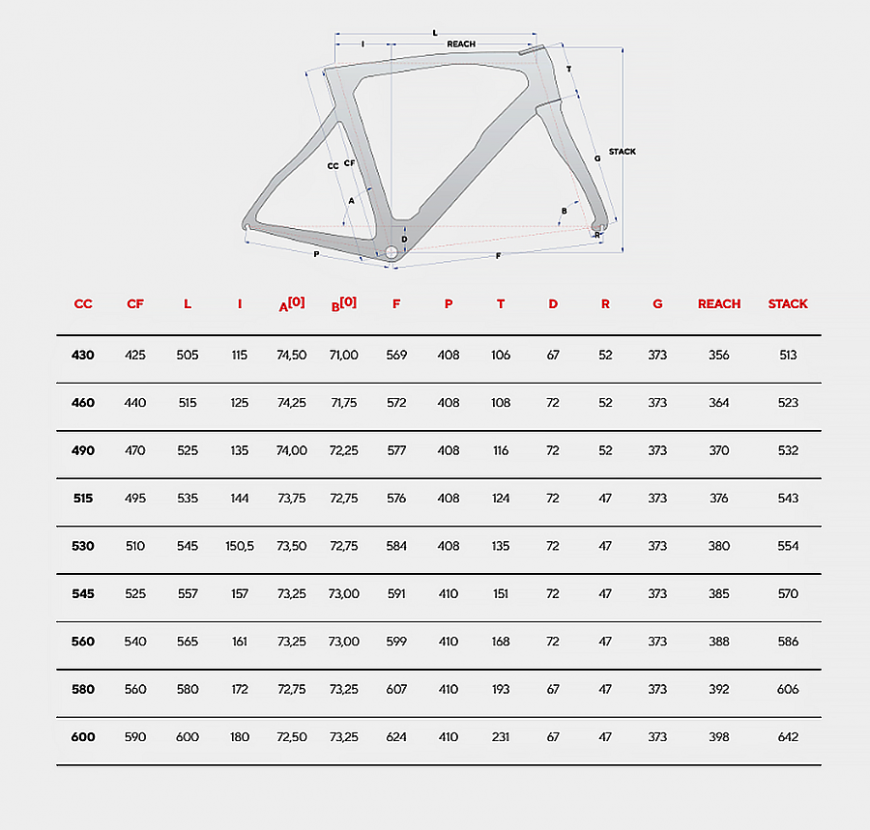 L
I REACH
T
CC CF G STACK
A
B
D R
P F
CC CF L I A[0] B[0] F P T D R G REACH STACK
430 425 505 115 74,50 71,00 569 408 106 67 52 373 356 513
460 440 515 125 74,25 71,75 572 408 108 72 52 373 364 523
490 470 525 135 74,00 72,25 577 408 116 72 52 373 370 532
515 495 535 144 73,75 72,75 576 408 124 72 47 373 376 543
530 510 545 150,5 73,50 72,75 584 408 135 72 47 373 380 554
545 525 557 157 73,25 73,00 591 410 151 72 47 373 385 570
560 540 565 161 73,25 73,00 599 410 168 72 47 373 388 586
580 560 580 172 72,75 73,25 607 410 193 67 47 373 392 606
600 590 600 180 72,50 73,25 624 410 231 67 47 373 398 642